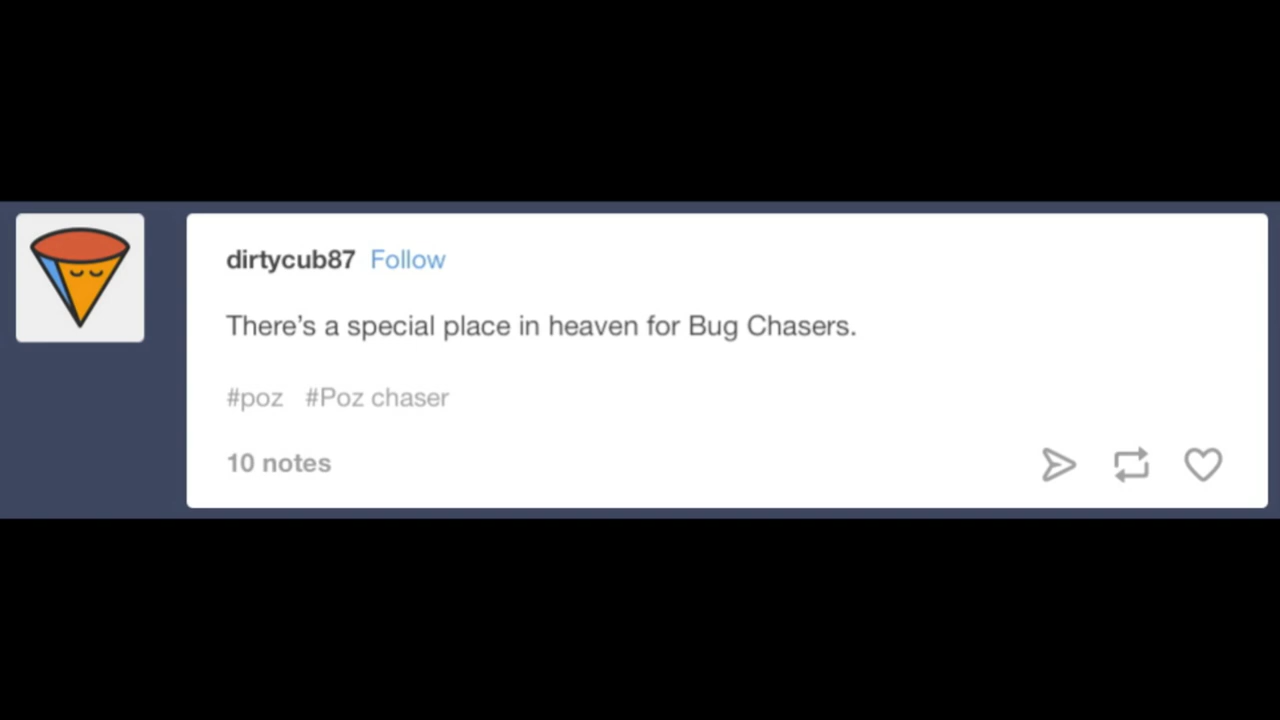 dirtycub87 Follow
There’s a special place in heaven for Bug Chasers.
#poz #Poz chaser
10 notes